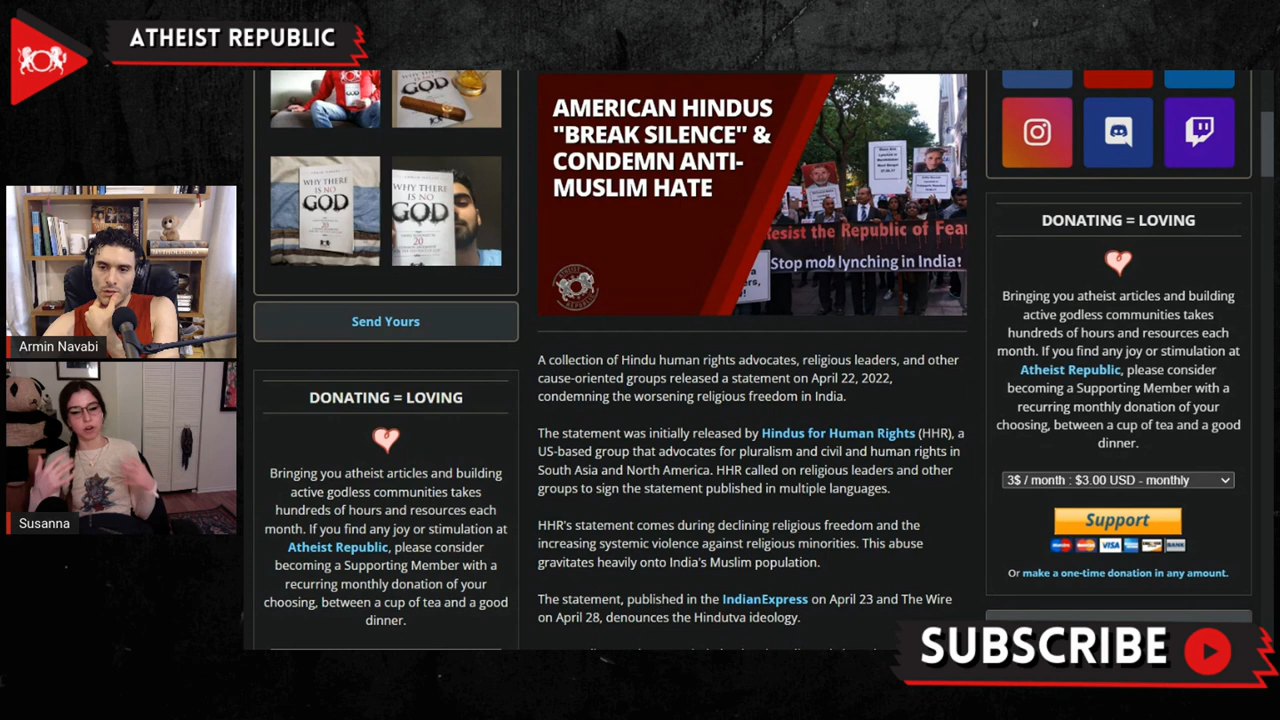 ATHEIST REPUBLIC
Armin Navabi
Susanna
GOD
GOD
WHY THERE
IS NO
GOD
WHY THERE
IS NO
GOD
20
Send Yours
DONATING = LOVING
Bringing you atheist articles and building
active godless communities takes
hundreds of hours and resources each
month. If you find any joy or stimulation at
Atheist Republic, please consider
becoming a Supporting Member with a
recurring monthly donation of your
choosing, between a cup of tea and a good
dinner.
AMERICAN HINDUS
"BREAK SILENCE" &
CONDEMN ANTI-
MUSLIM HATE
Resist the Republic of Fear
Stop mob lynching in India!
A collection of Hindu human rights advocates, religious leaders, and other
cause-oriented groups released a statement on April 22, 2022,
condemning the worsening religious freedom in India.
The statement was initially released by Hindus for Human Rights (HHR), a
US-based group that advocates for pluralism and civil and human rights in
South Asia and North America. HHR called on religious leaders and other
groups to sign the statement published in multiple languages.
HHR's statement comes during declining religious freedom and the
increasing systemic violence against religious minorities. This abuse
gravitates heavily onto India's Muslim population.
The statement, published in the IndianExpress on April 23 and The Wire
on April 28, denounces the Hindutva ideology.
DONATING = LOVING
Bringing you atheist articles and building
active godless communities takes
hundreds of hours and resources each
month. If you find any joy or stimulation at
Atheist Republic, please consider
becoming a Supporting Member with a
recurring monthly donation of your
choosing, between a cup of tea and a good
dinner.
3$ / month : $3.00 USD - monthly
Support
VISA
BANK
Or make a one-time donation in any amount.
SUBSCRIBE